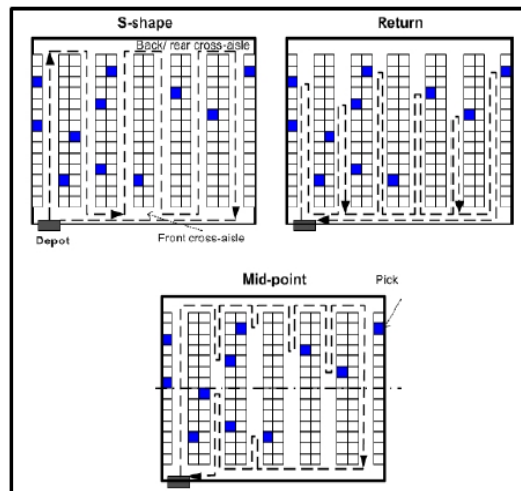 S-shape
Return
Back/ rear cross-aisle
Depot
Front cross-aisle
Mid-point
Pick